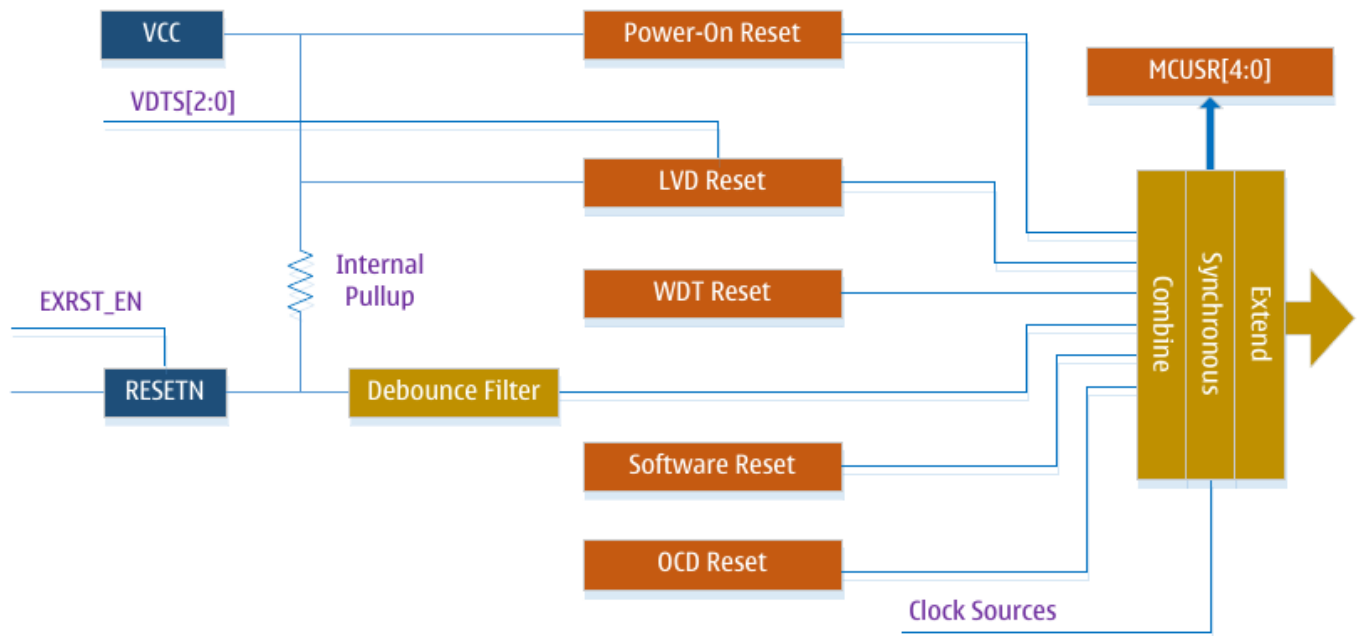 VCC
Power-On Reset
MCUSR[4:0]
VDTS[2:0]
LVD Reset
Internal
Pullup
WDT Reset
EXRST_EN
RESETN
Debounce Filter
Combine
Synchronous
Extend
Software Reset
OCD Reset
Clock Sources